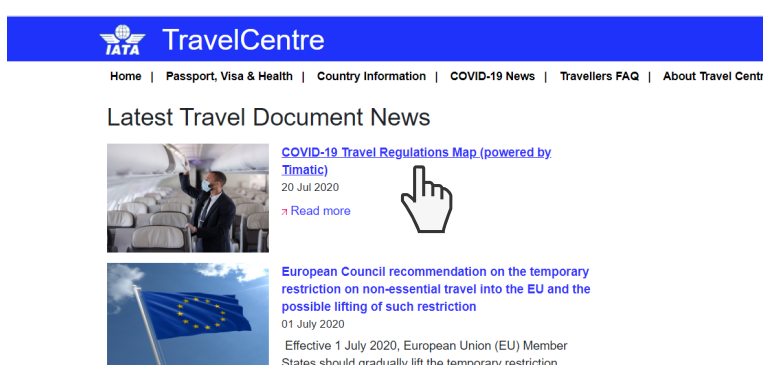 IATA TravelCentre
Home | Passport, Visa & Health | Country Information | COVID-19 News | Travellers FAQ | About Travel Centr
Latest Travel Document News
COVID-19 Travel Regulations Map (powered by
Timatic)
20 Jul 2020
Read more
European Council recommendation on the temporary
restriction on non-essential travel into the EU and the
possible lifting of such restriction
01 July 2020
Effective 1 July 2020, European Union (EU) Member
States should gradually lift the temporary restriction